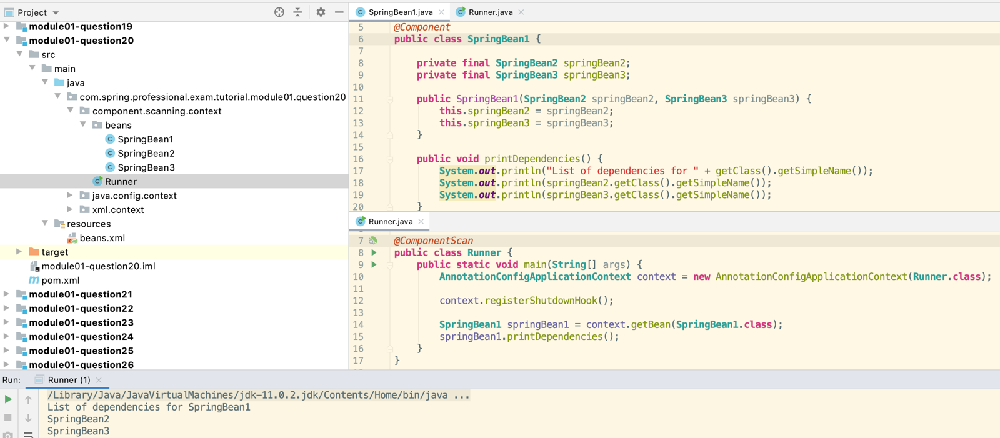 Project
module01-question19
module01-question20
src
main
java
com.spring.professional.exam.tutorial.module01.question20
component.scanning.context
beans
SpringBean1
SpringBean2
SpringBean3
Runner
java.config.context
xml.context
resources
beans.xml
target
module01-question20.iml
pom.xml
module01-question21
module01-question22
module01-question23
module01-question24
module01-question25
module01-question26
SpringBean1.java Runner.java
5 @Component
6 public class SpringBean1 {
7
8 private final SpringBean2 springBean2;
9 private final SpringBean3 springBean3;
10
11 public SpringBean1(SpringBean2 springBean2, SpringBean3 springBean3) {
12 this.springBean2 = springBean2;
13 this.springBean3 = springBean3;
14 }
15
16 public void printDependencies() {
17 System.out.println("List of dependencies for " + getClass().getSimpleName());
18 System.out.println(springBean2.getClass().getSimpleName());
19 System.out.println(springBean3.getClass().getSimpleName());
20 }
Runner.java
7 @ComponentScan
8 public class Runner {
9 public static void main(String[] args) {
10 AnnotationConfigApplicationContext context = new AnnotationConfigApplicationContext(Runner.class);
11
12 context.registerShutdownHook();
13
14 SpringBean1 springBean1 = context.getBean(SpringBean1.class);
15 springBean1.printDependencies();
16 }
17 }
Run: Runner (1)
/Library/Java/JavaVirtualMachines/jdk-11.0.2.jdk/Contents/Home/bin/java ...
List of dependencies for SpringBean1
SpringBean2
SpringBean3